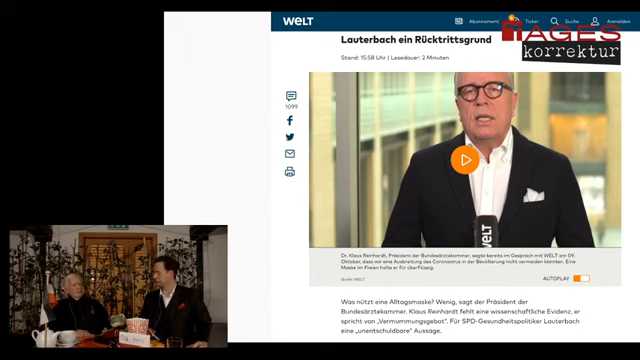 WELT
Abonnement
Ticker
Suche
Anmelden
TAGES
korrektur
Lauterbach ein Rücktrittsgrund
Stand: 15:58 Uhr | Lesedauer: 2 Minuten
1099
WELT
Dr. Klaus Reinhardt, Präsident der Bundesärztekammer, sagte bereits im Gespräch mit WELT am 09.
Oktober, dass wir eine Ausbreitung des Coronavirus in der Bevölkerung nicht vermeiden könnten. Eine
Maske im Freien halte er für überflüssig.
Quelle: WELT
AUTOPLAY
Was nützt eine Alltagsmaske? Wenig, sagt der Präsident der
Bundesärztekammer. Klaus Reinhardt fehlt eine wissenschaftliche Evidenz, er
spricht von „Vermummungsgebot“. Für SPD-Gesundheitspolitiker Lauterbach
eine „unentschuldbare“ Aussage.